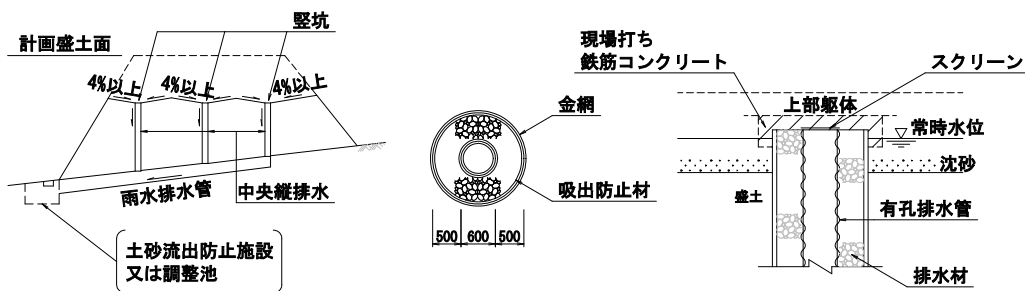 竪坑
計画盛土面
4%以上
4%以上
4%以上
雨水排水管
中央縦排水
土砂流出防止施設
又は調整池
金網
吸出防止材
500 600 500
現場打ち
鉄筋コンクリート
スクリーン
上部躯体
常時水位
沈砂
盛土
有孔排水管
排水材